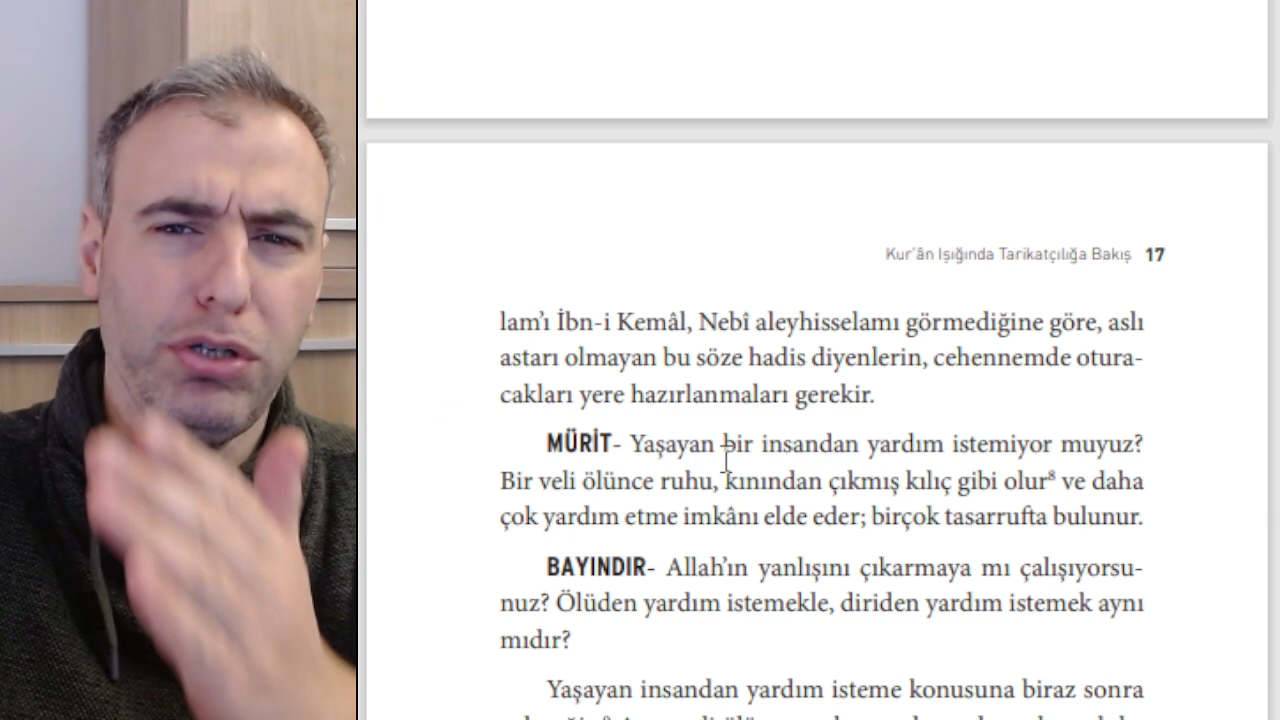 Kur'ân Işığında Tarikatçılığa Bakış 17
lam'ı İbn-i Kemâl, Nebî aleyhisselamı görmediğine göre, aslı
astarı olmayan bu söze hadis diyenlerin, cehennemde otura-
cakları yere hazırlanmaları gerekir.
MÜRİT- Yaşayan bir insandan yardım istemiyor muyuz?
Bir veli ölünce ruhu, kınından çıkmış kılıç gibi olur⁸ ve daha
çok yardım etme imkânı elde eder; birçok tasarrufta bulunur.
BAYINDIR- Allah'ın yanlışını çıkarmaya mı çalışıyorsu-
nuz? Ölüden yardım istemekle, diriden yardım istemek aynı
mıdır?
Yaşayan insandan yardım isteme konusuna biraz sonra